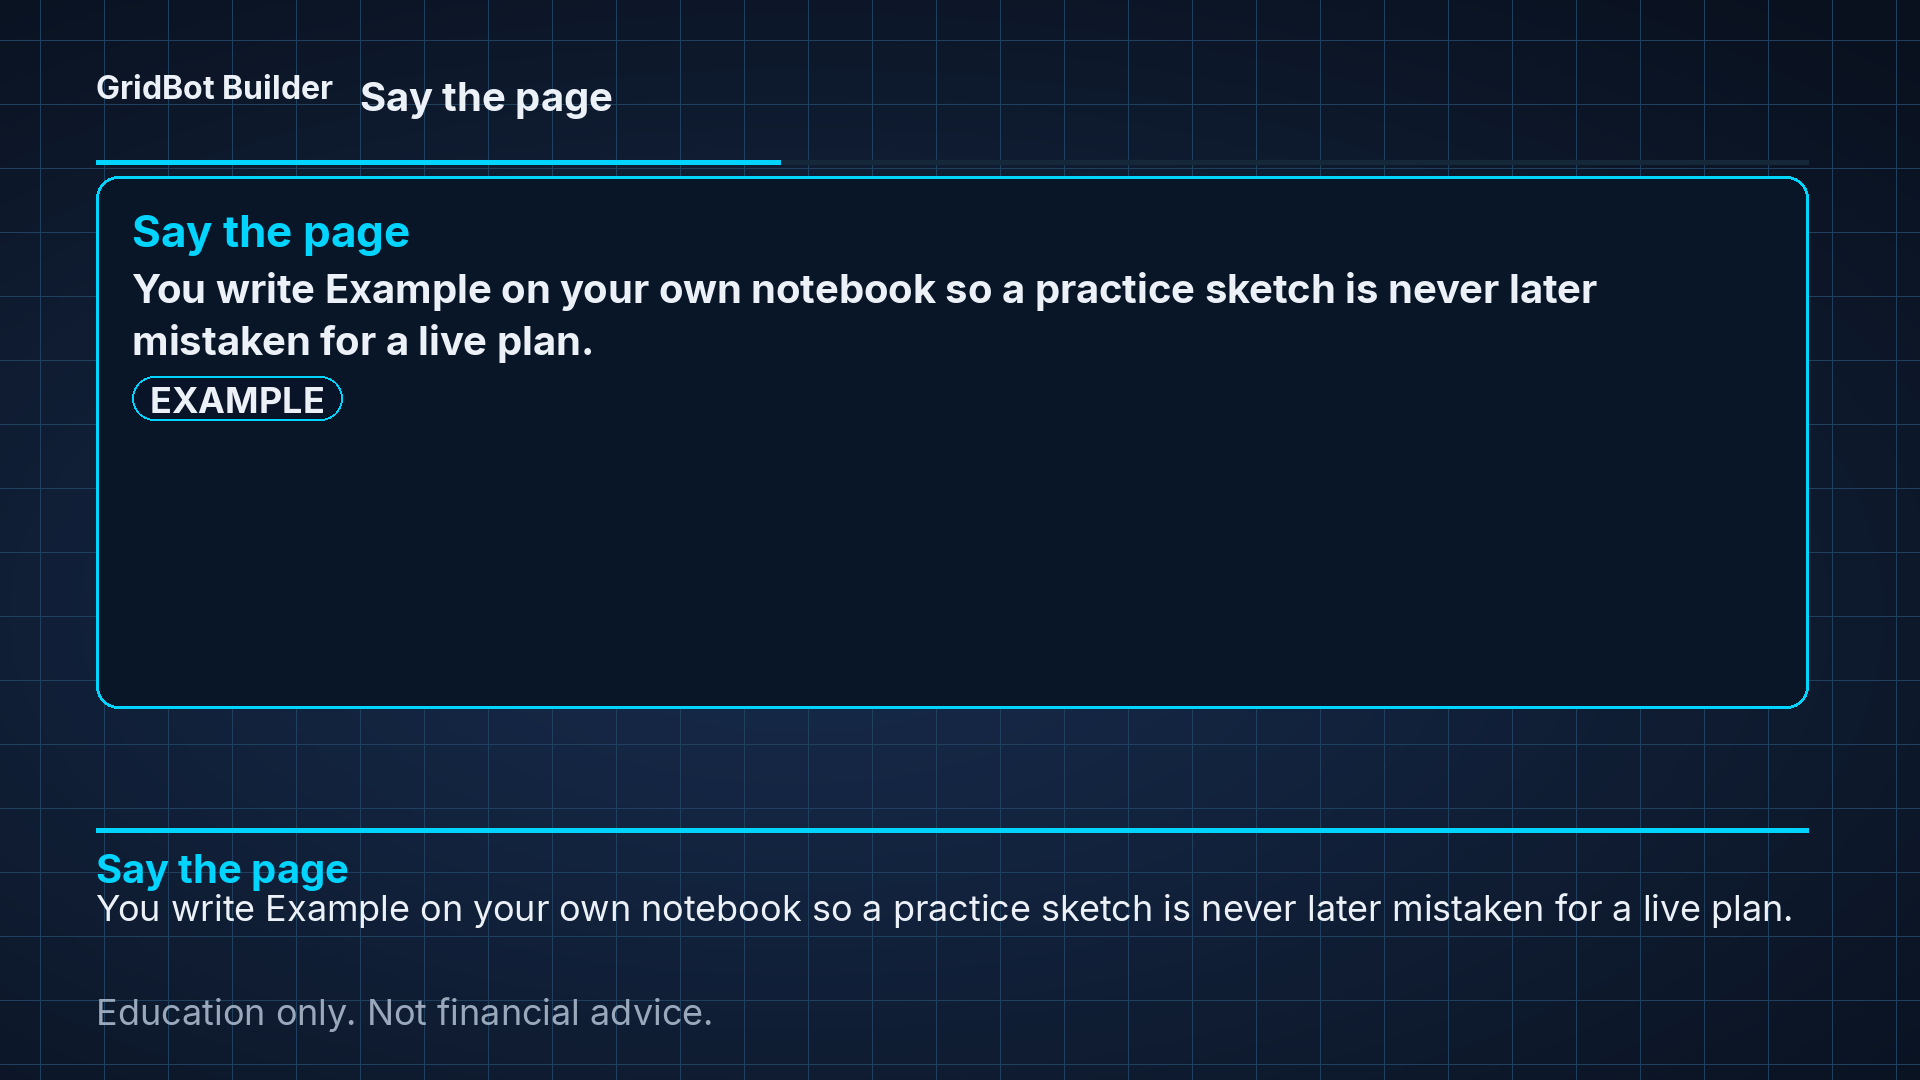 GridBot Builder
Say the page
Say the page
You write Example on your own notebook so a practice sketch is never later
mistaken for a live plan.
EXAMPLE
Say the page
You write Example on your own notebook so a practice sketch is never later mistaken for a live plan.
Education only. Not financial advice.